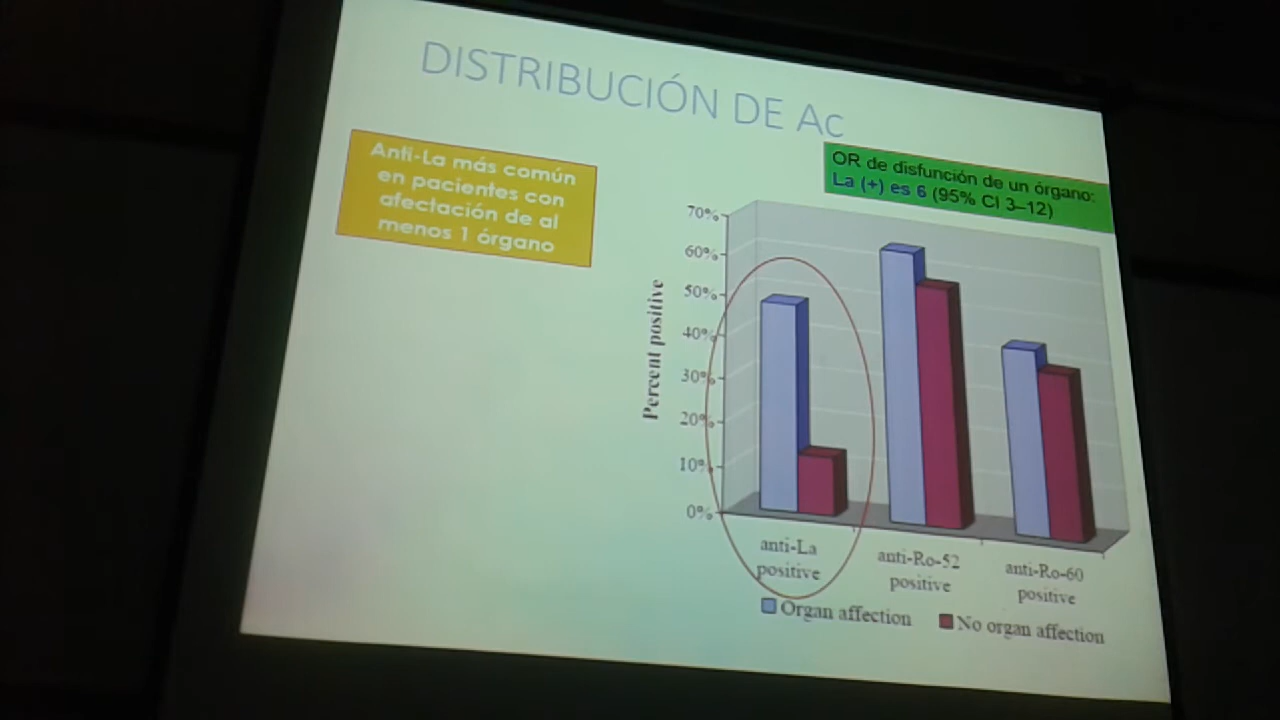 DISTRIBUCIÓN DE Ac
Anti-La más común
en pacientes con
afectación de al
menos 1 órgano
OR de disfunción de un órgano:
La (+) es 6 (95% CI 3–12)
Percent positive
70%
60%
50%
40%
30%
20%
10%
0%
anti-La
positive
anti-Ro-52
positive
anti-Ro-60
positive
Organ affection
No organ affection